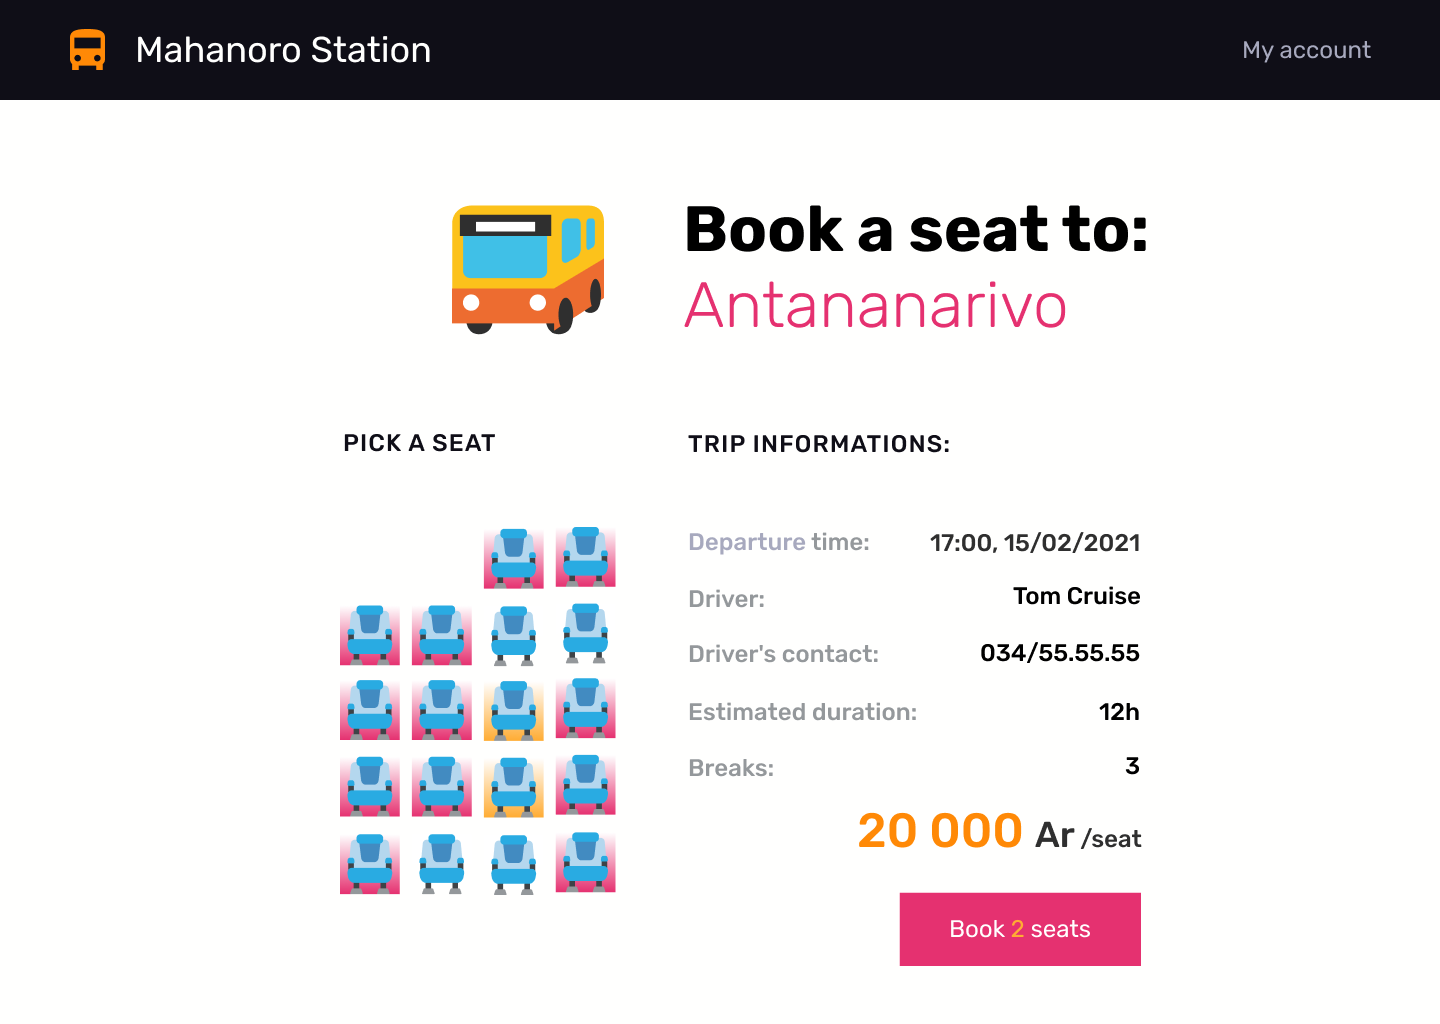 Mahanoro Station
My account
Book a seat to:
Antananarivo
PICK A SEAT
TRIP INFORMATIONS:
Departure time: 17:00, 15/02/2021
Driver: Tom Cruise
Driver's contact: 034/55.55.55
Estimated duration: 12h
Breaks: 3
20 000 Ar /seat
Book 2 seats